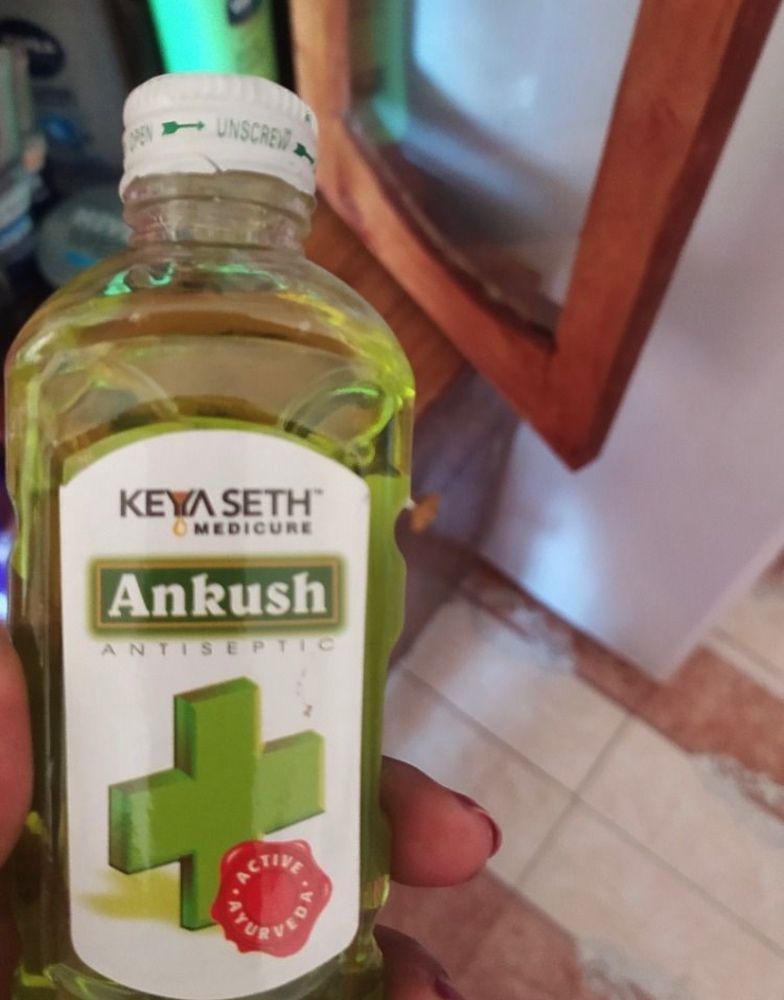 OPEN UNSCREW
KEYA SETH™
MEDICURE
Ankush
ANTISEPTIC
ACTIVE
AYURVEDA